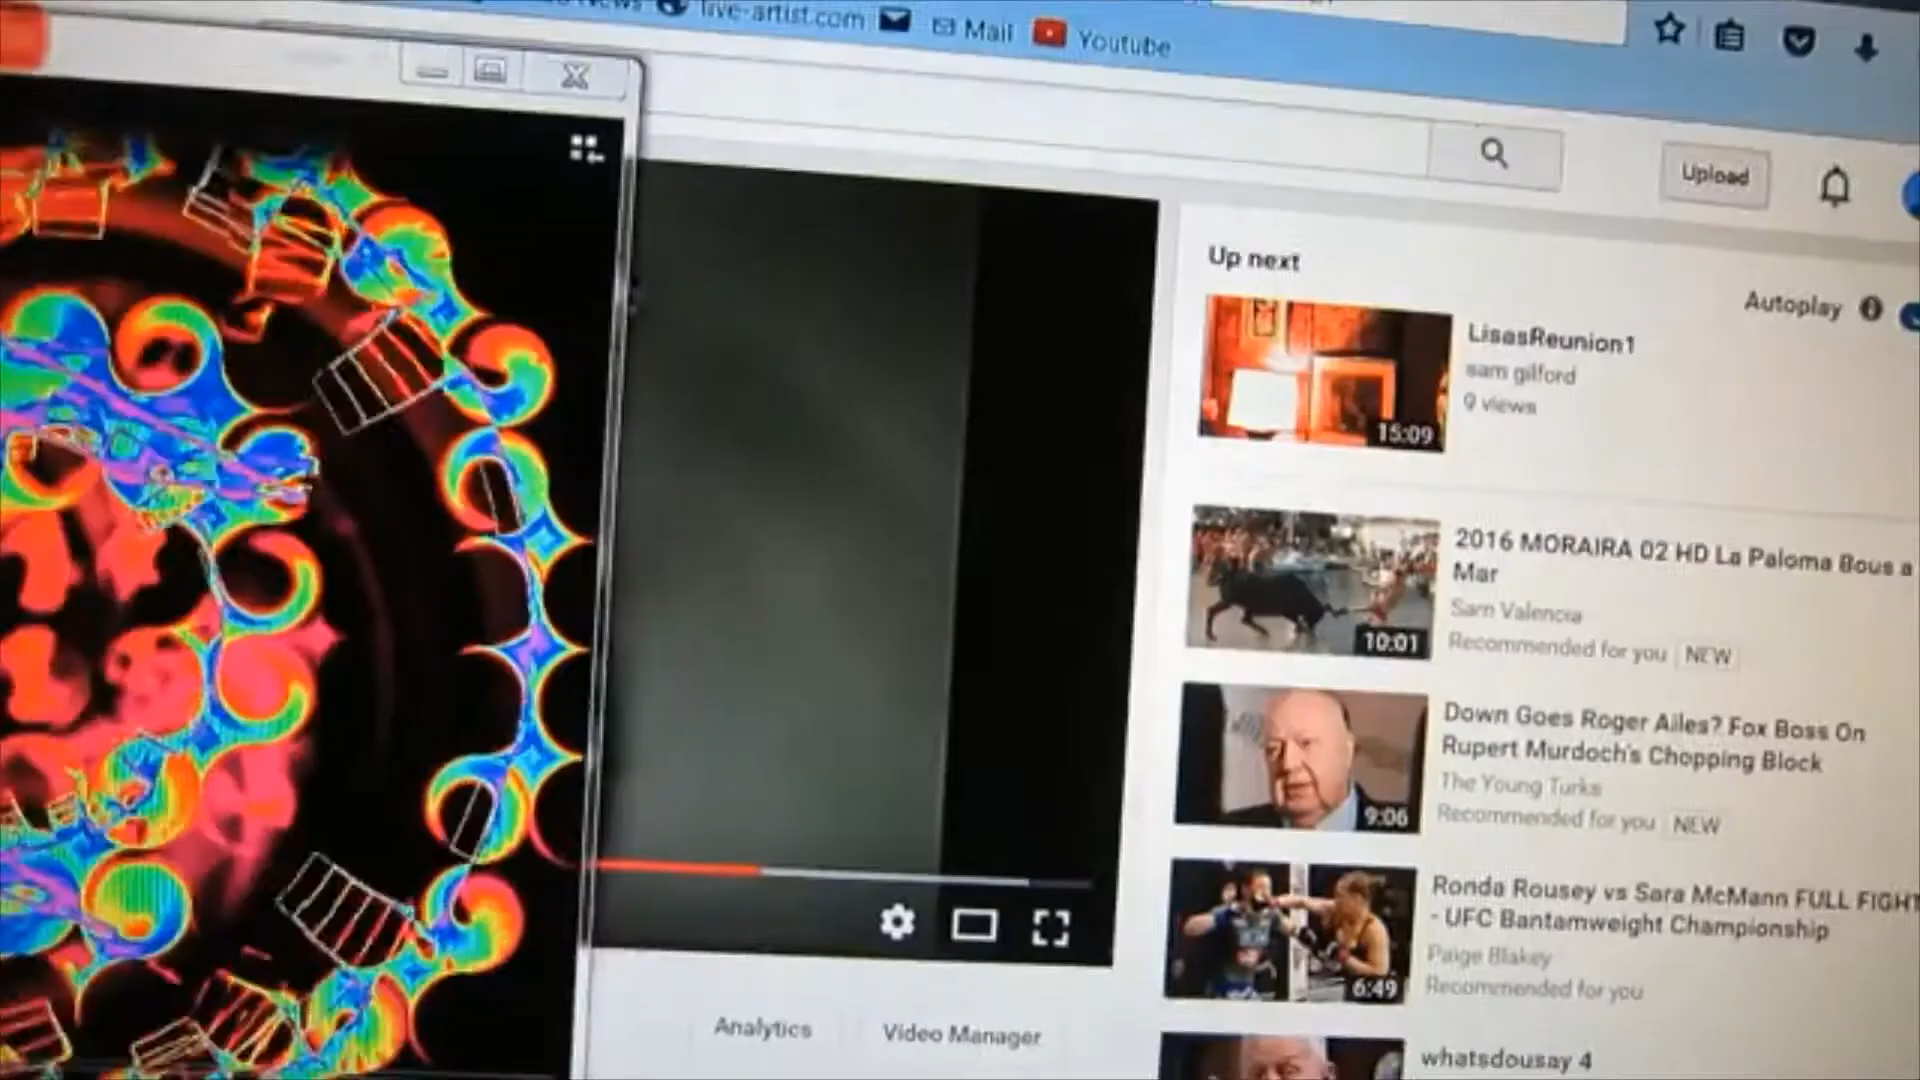 News
live-artist.com
Mail
Youtube
Upload
Up next
Autoplay
LisasReunion1
sam gilford
9 views
15:09
2016 MORAIRA 02 HD La Paloma Bous a
Mar
Sam Valencia
Recommended for you NEW
10:01
Down Goes Roger Ailes? Fox Boss On
Rupert Murdoch's Chopping Block
The Young Turks
Recommended for you NEW
9:06
Ronda Rousey vs Sara McMann FULL FIGHT
- UFC Bantamweight Championship
Paige Blakey
Recommended for you
6:49
Analytics
Video Manager
whatsdousay 4